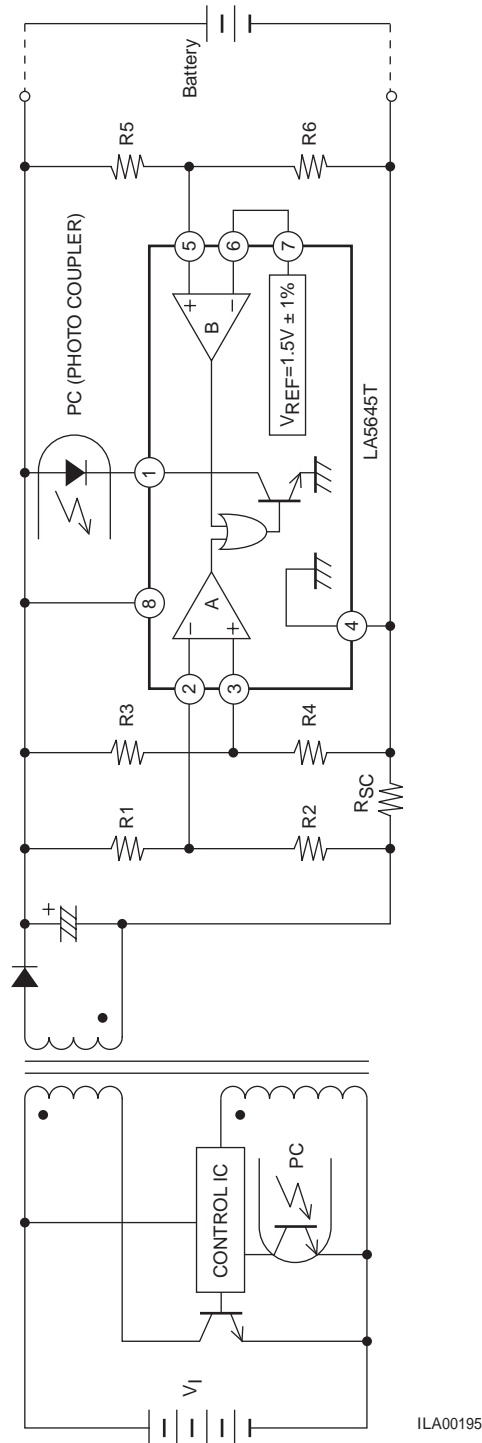 Battery
R5
R6
PC (PHOTO COUPLER)
5
6
7
+
−
B
VREF=1.5V ± 1%
LA5645T
1
8
A
−
+
4
2
3
R3
R4
R1
R2
RSC
+
CONTROL IC
PC
VI
ILA00195